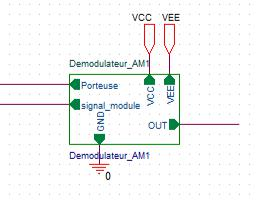 VCC VEE
Demodulateur_AM1
Porteuse
signal_module
VCC
VEE
GND
OUT
Demodulateur_AM1
0